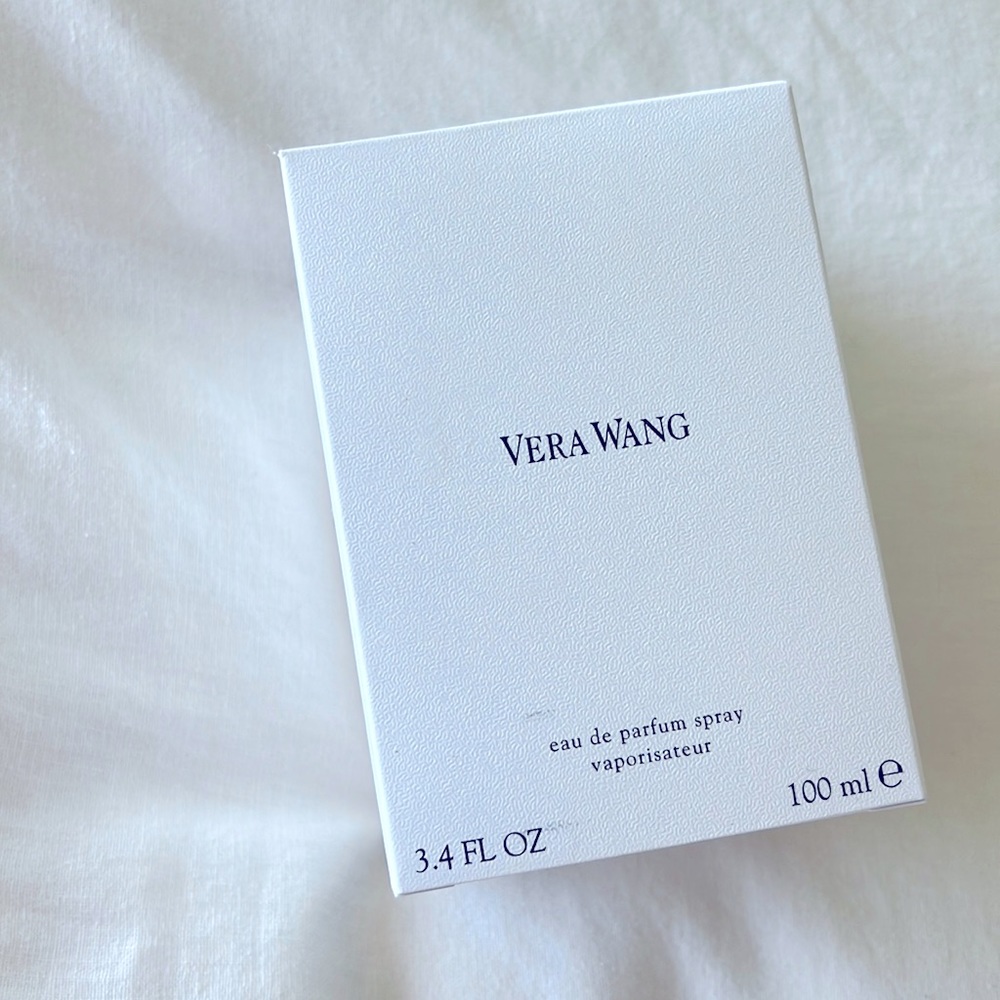 VERA WANG
eau de parfum spray
vaporisateur
100 ml ℮
3.4 FL OZ